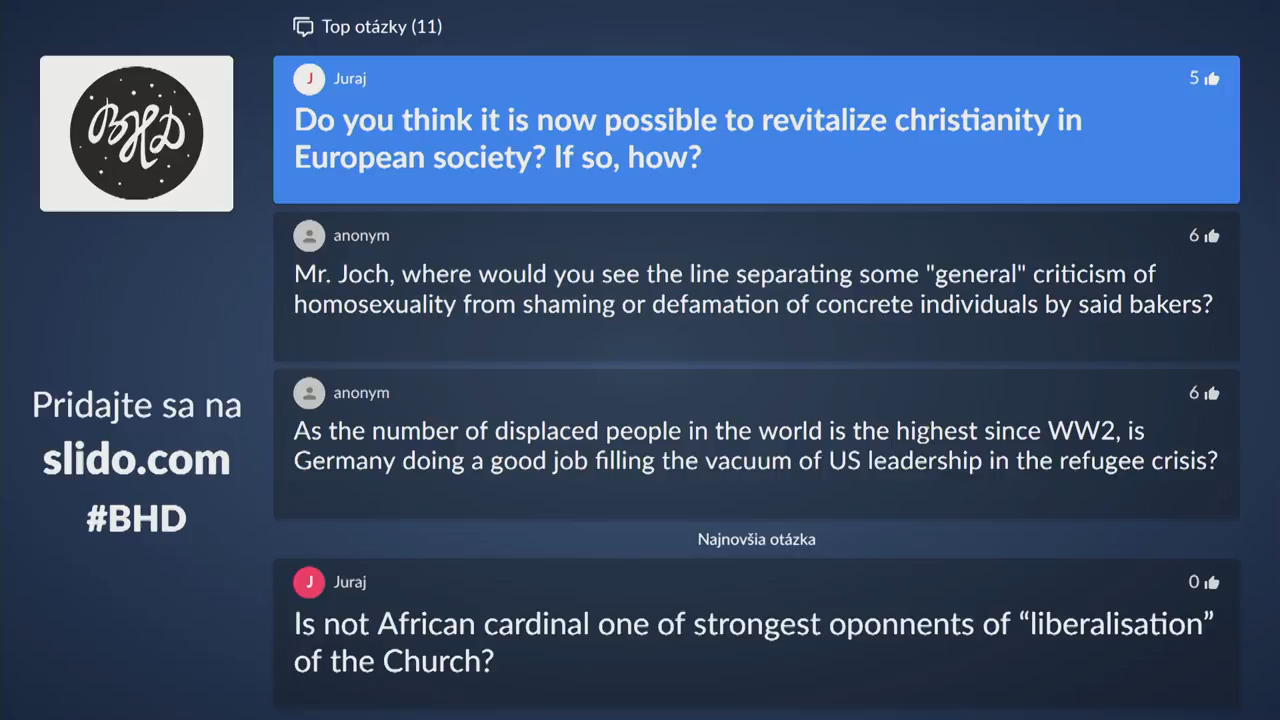 Top otázky (11)
BHD
J Juraj 5
Do you think it is now possible to revitalize christianity in
European society? If so, how?
anonym 6
Mr. Joch, where would you see the line separating some "general" criticism of
homosexuality from shaming or defamation of concrete individuals by said bakers?
anonym 6
As the number of displaced people in the world is the highest since WW2, is
Germany doing a good job filling the vacuum of US leadership in the refugee crisis?
Pridajte sa na
slido.com
#BHD
Najnovšia otázka
J Juraj 0
Is not African cardinal one of strongest oponnents of “liberalisation”
of the Church?